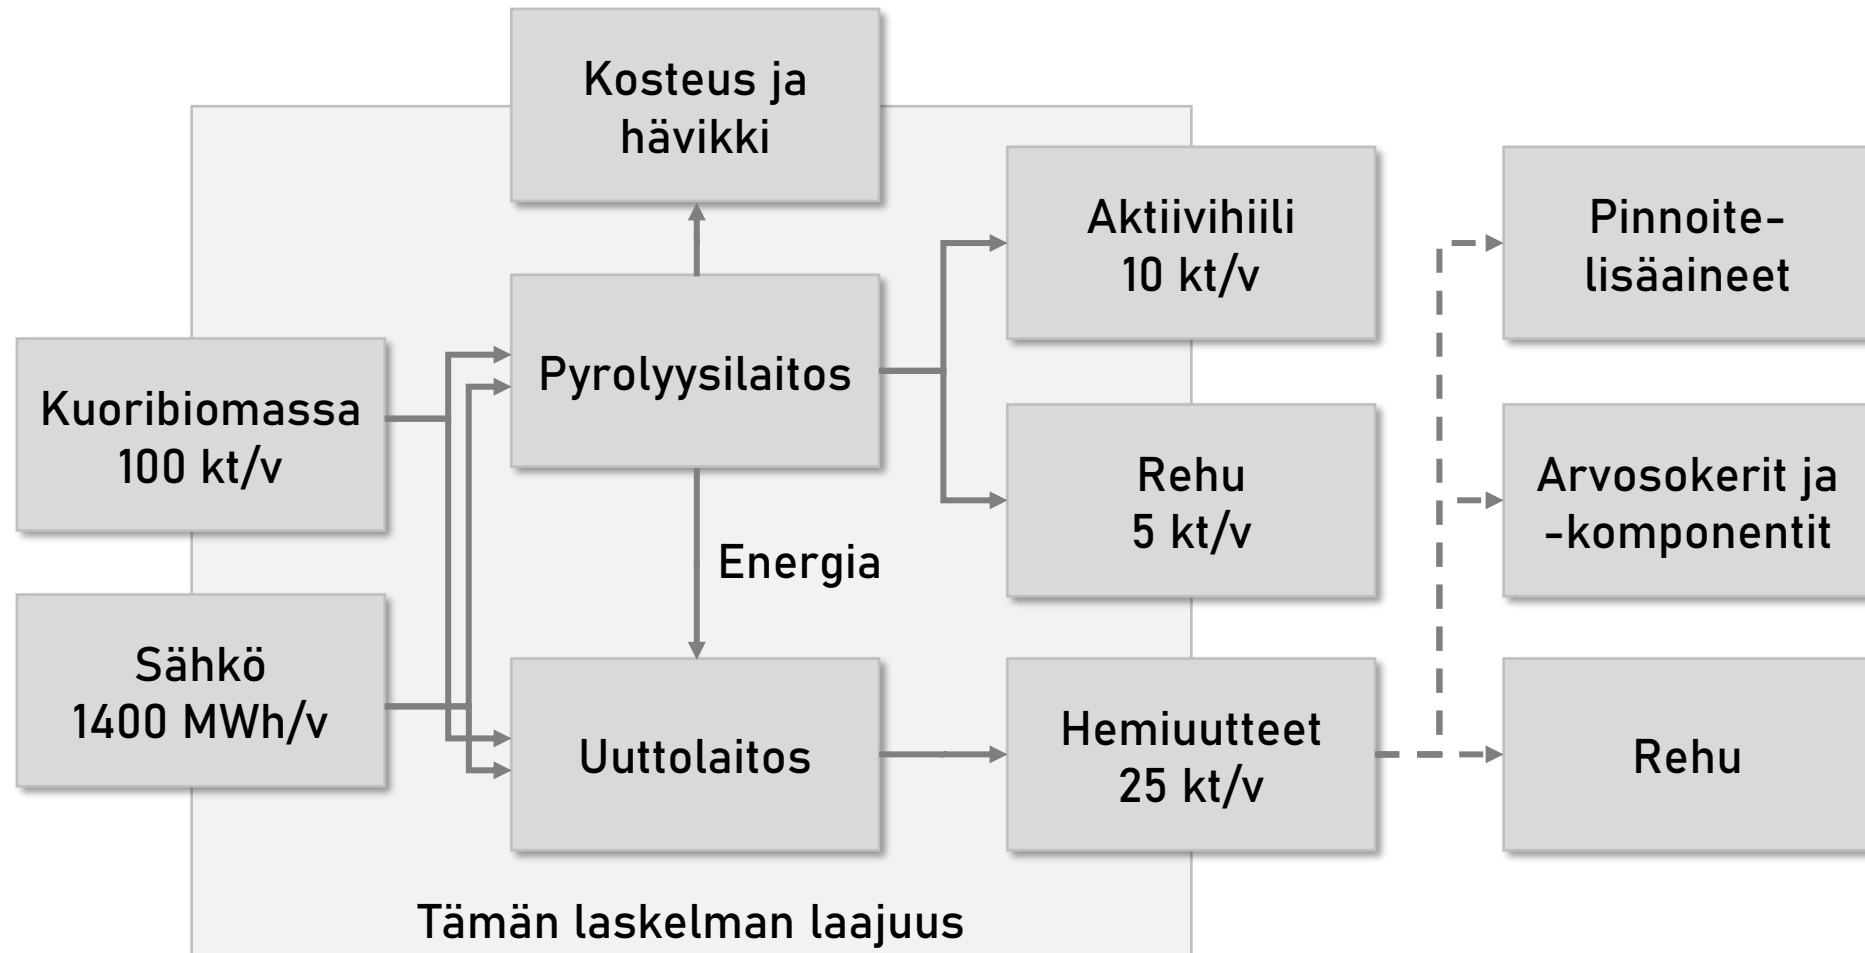 Kosteus ja
hävikki
Aktiivihiili
10 kt/v
Pinnoite-
lisäaineet
Kuoribiomassa
100 kt/v
Pyrolyysilaitos
Rehu
5 kt/v
Arvosokerit ja
-komponentit
Energia
Sähkö
1400 MWh/v
Uuttolaitos
Hemiuutteet
25 kt/v
Rehu
Tämän laskelman laajuus